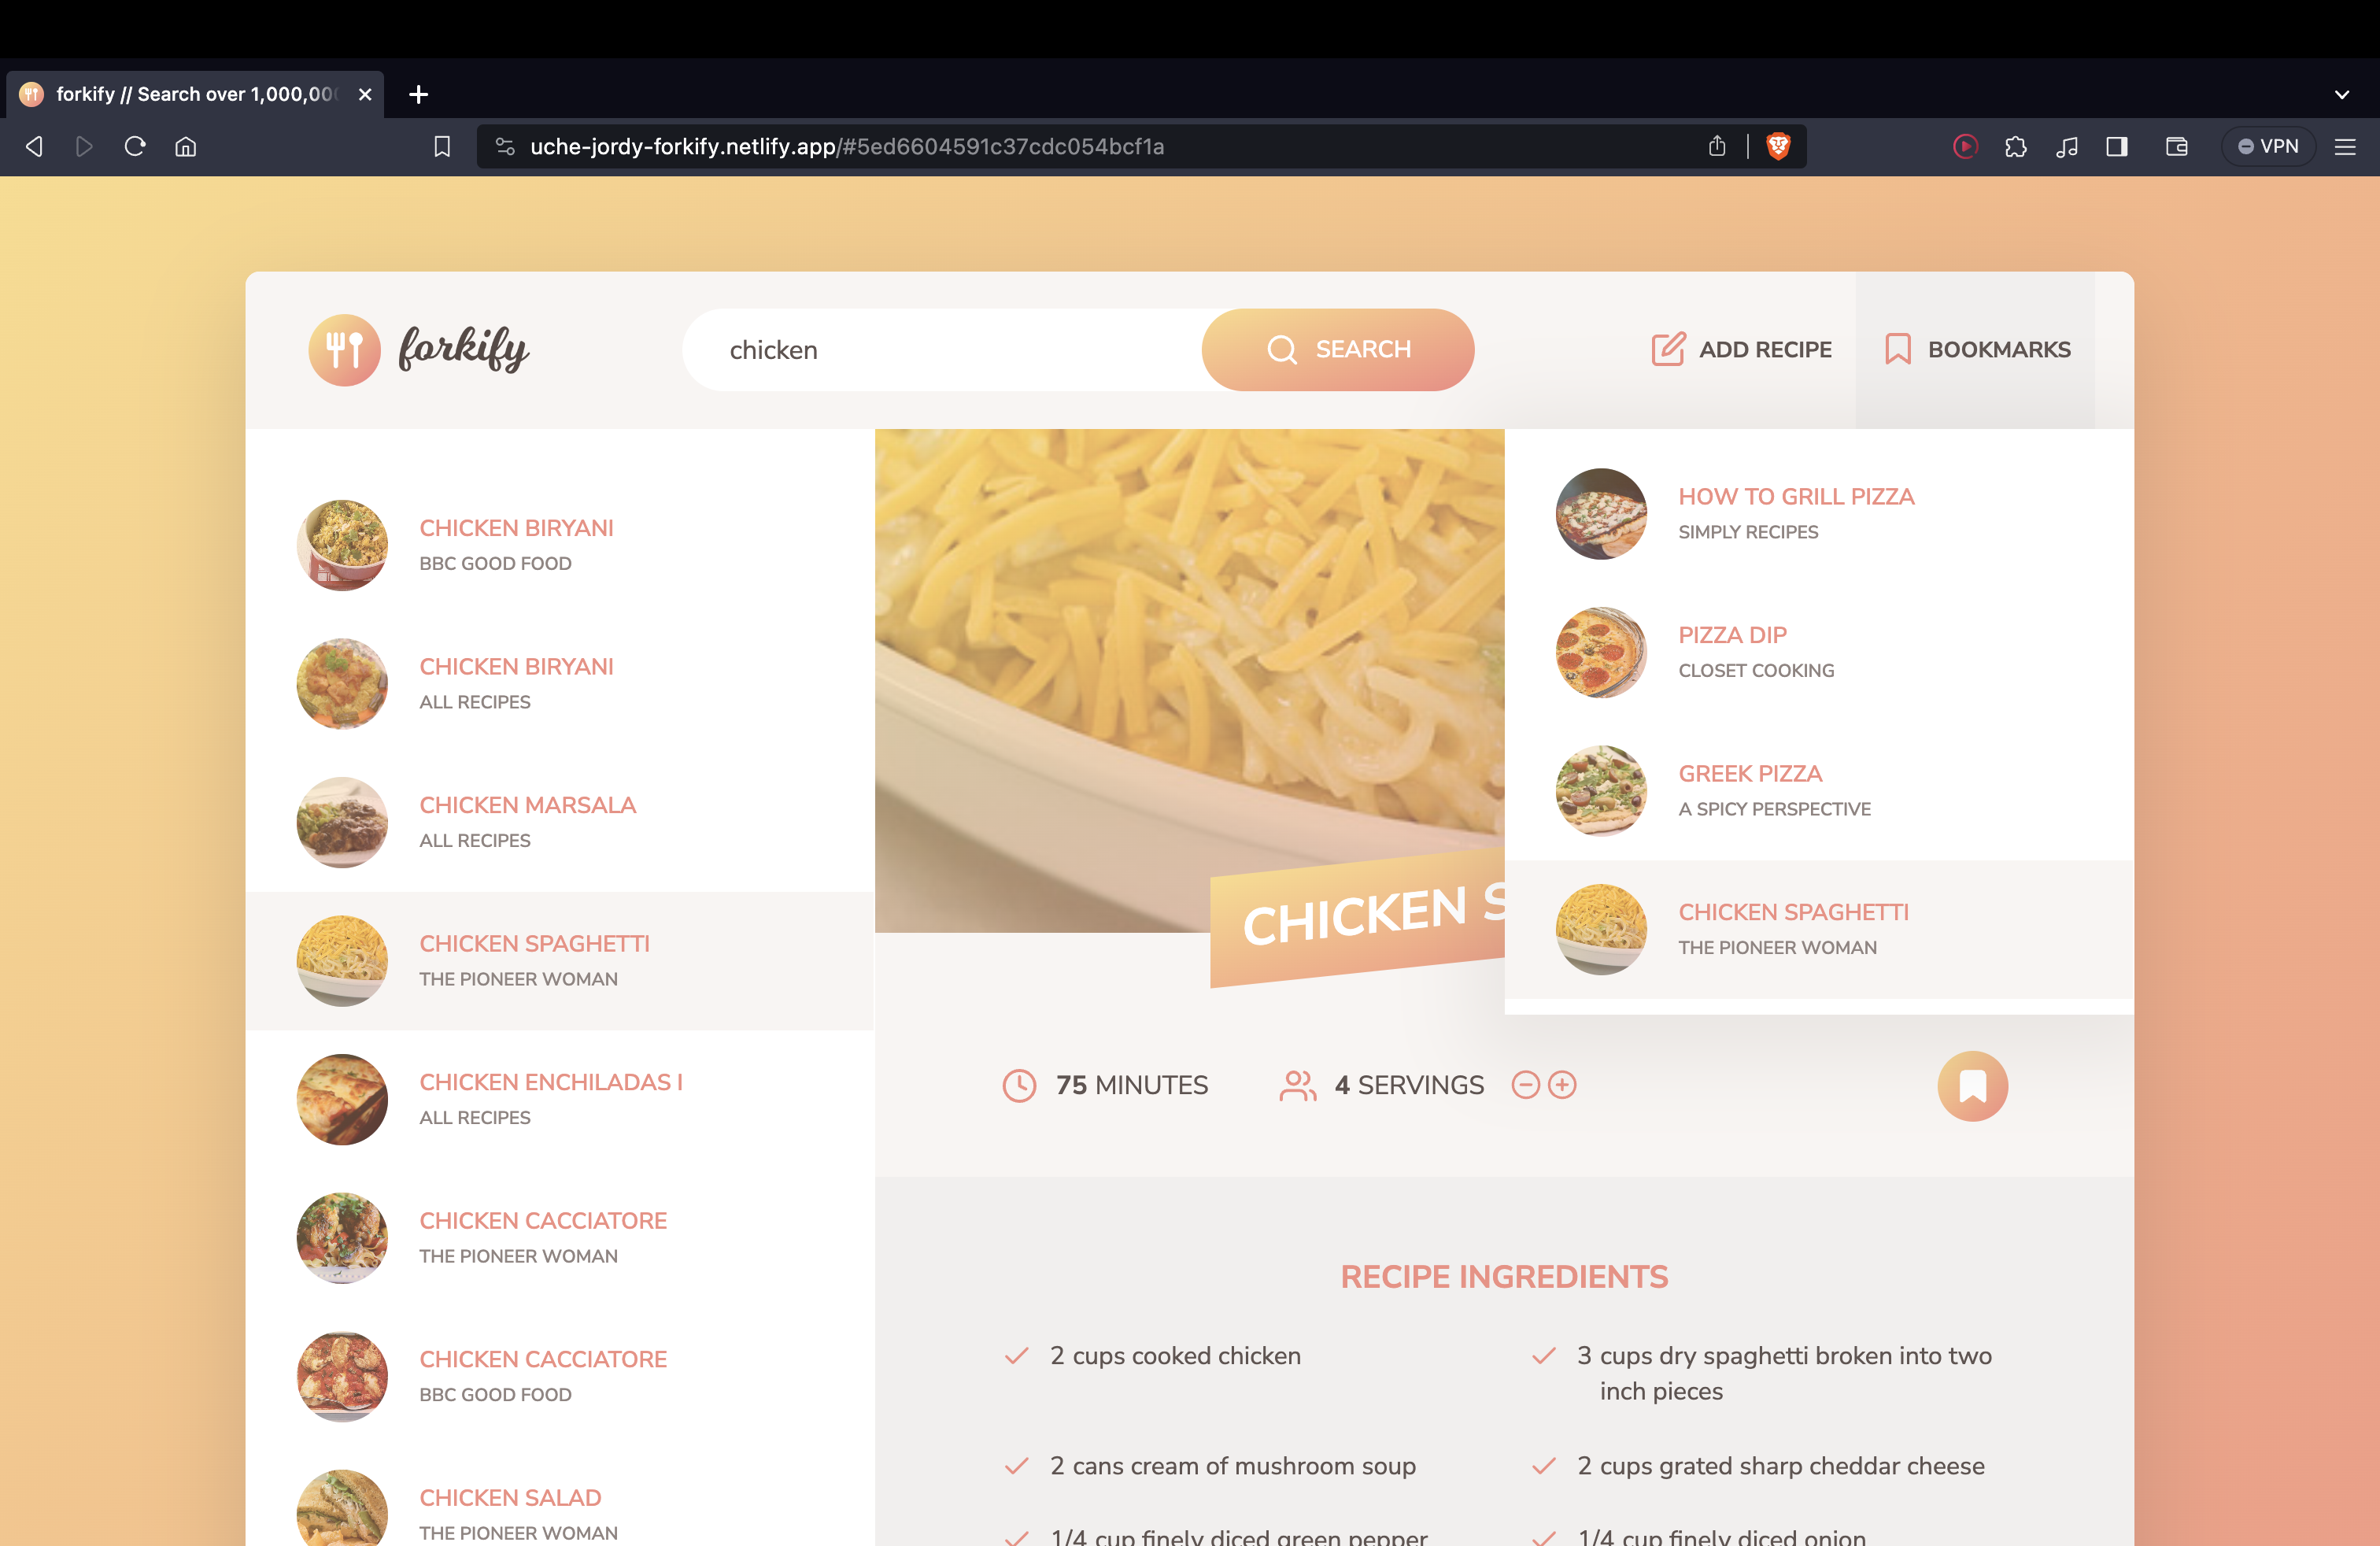 forkify // Search over 1,000,000
uche-jordy-forkify.netlify.app/#5ed6604591c37cdc054bcf1a
VPN
forkify
chicken
SEARCH
ADD RECIPE
BOOKMARKS
CHICKEN BIRYANI
BBC GOOD FOOD
CHICKEN BIRYANI
ALL RECIPES
CHICKEN MARSALA
ALL RECIPES
CHICKEN SPAGHETTI
THE PIONEER WOMAN
CHICKEN ENCHILADAS I
ALL RECIPES
CHICKEN CACCIATORE
THE PIONEER WOMAN
CHICKEN CACCIATORE
BBC GOOD FOOD
CHICKEN SALAD
THE PIONEER WOMAN
HOW TO GRILL PIZZA
SIMPLY RECIPES
PIZZA DIP
CLOSET COOKING
GREEK PIZZA
A SPICY PERSPECTIVE
CHICKEN SPAGHETTI
THE PIONEER WOMAN
CHICKEN S
75 MINUTES
4 SERVINGS
RECIPE INGREDIENTS
2 cups cooked chicken
3 cups dry spaghetti broken into two
inch pieces
2 cans cream of mushroom soup
2 cups grated sharp cheddar cheese
1/4 cup finely diced green pepper
1/4 cup finely diced onion